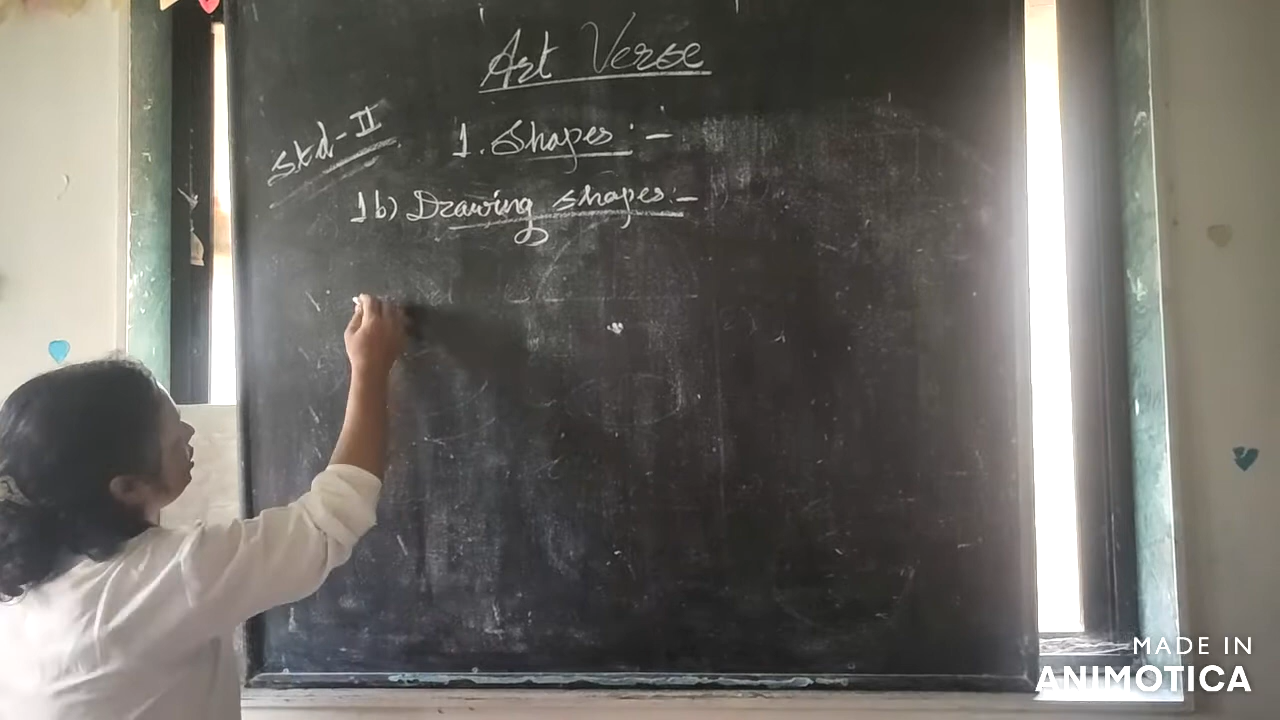 Art Verse
Std-II
1. Shapes:-
1b) Drawing shapes:-
MADE IN
ANIMOTICA